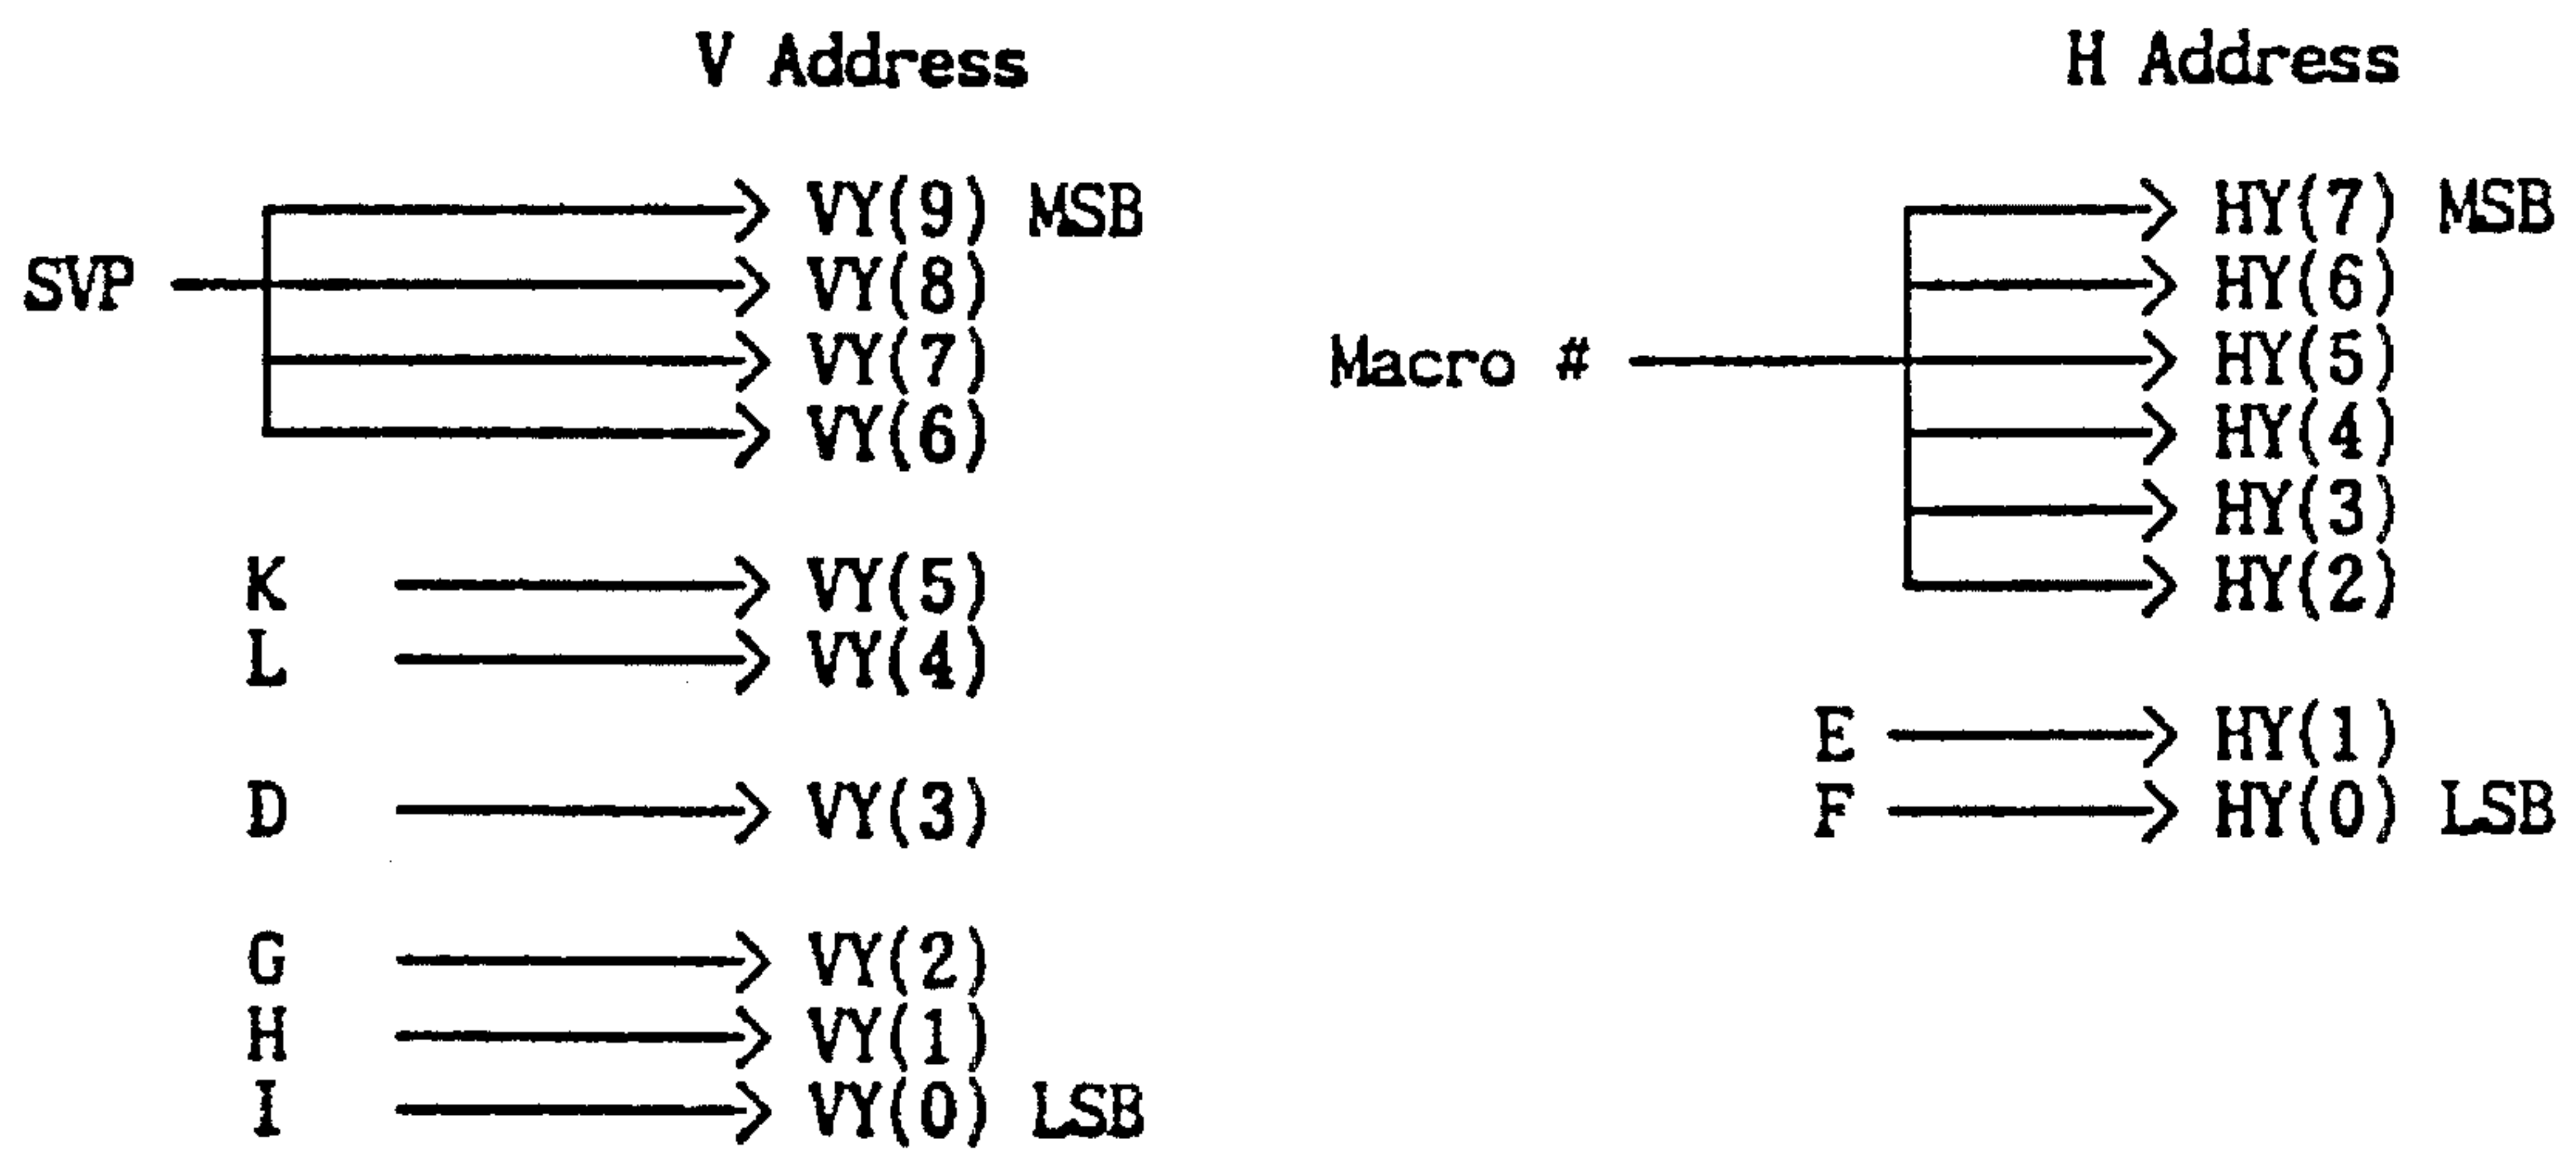 V Address
SVP
VY(9) MSB
VY(8)
VY(7)
VY(6)
K VY(5)
L VY(4)
D VY(3)
G VY(2)
H VY(1)
I VY(0) LSB
H Address
Macro #
HY(7) MSB
HY(6)
HY(5)
HY(4)
HY(3)
HY(2)
E HY(1)
F HY(0) LSB